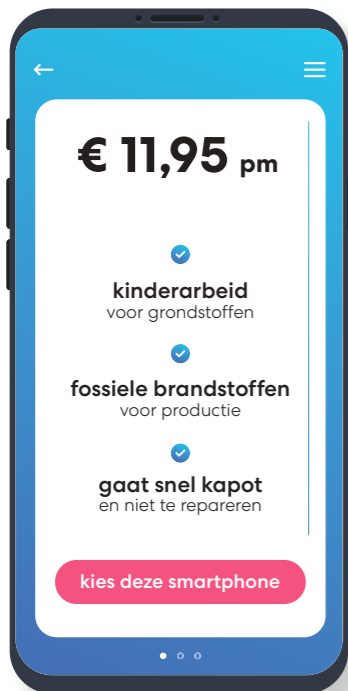 € 11,95 pm
kinderarbeid
voor grondstoffen
fossiele brandstoffen
voor productie
gaat snel kapot
en niet te repareren
kies deze smartphone